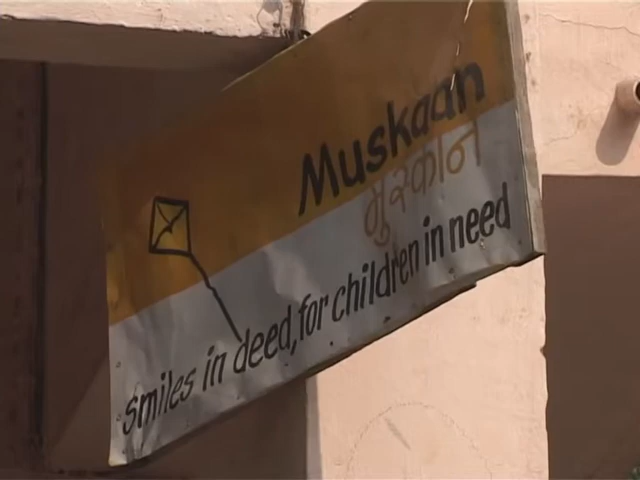 Muskaan
मुस्कान
smiles in deed, for children in need